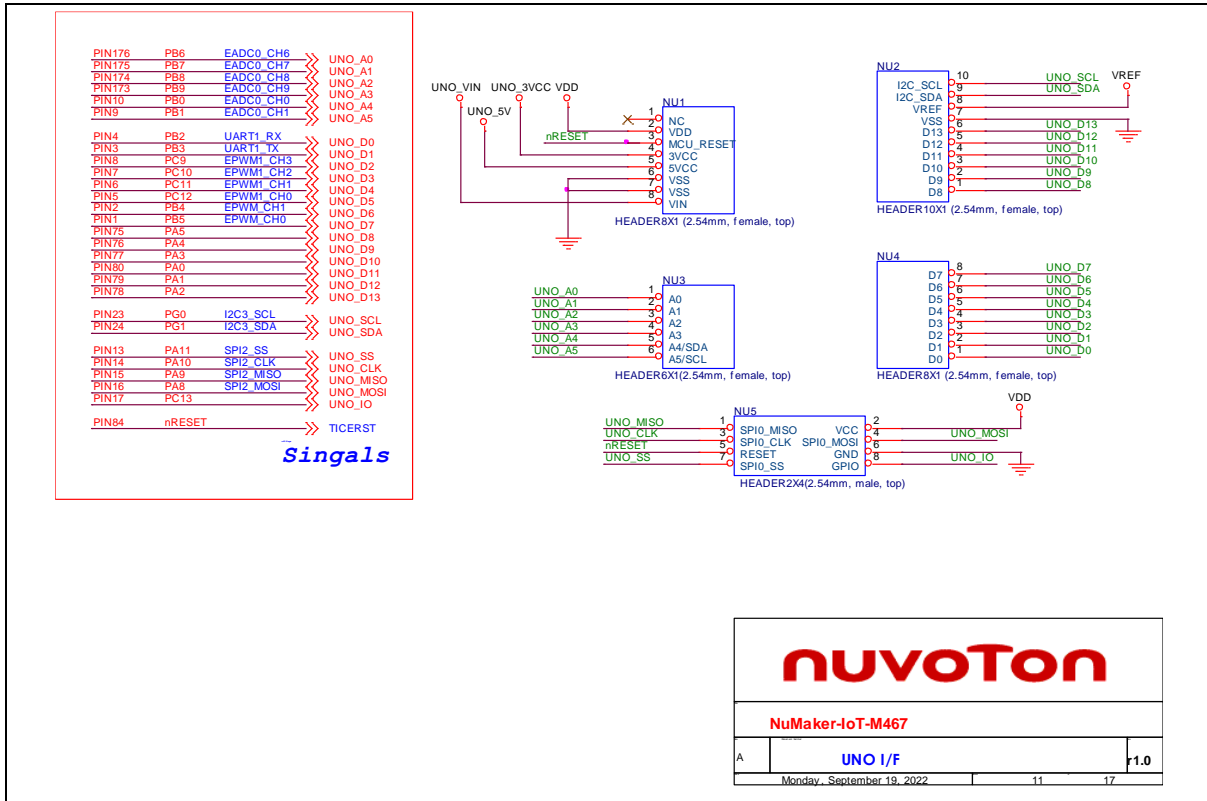 PIN176 PB6 EADC0_CH6 UNO_A0
PIN175 PB7 EADC0_CH7 UNO_A1
PIN174 PB8 EADC0_CH8 UNO_A2
PIN173 PB9 EADC0_CH9 UNO_A3
PIN10 PB0 EADC0_CH0 UNO_A4
PIN9 PB1 EADC0_CH1 UNO_A5
PIN4 PB2 UART1_RX UNO_D0
PIN3 PB3 UART1_TX UNO_D1
PIN8 PC9 EPWM1_CH3 UNO_D2
PIN7 PC10 EPWM1_CH2 UNO_D3
PIN6 PC11 EPWM1_CH1 UNO_D4
PIN5 PC12 EPWM1_CH0 UNO_D5
PIN2 PB4 EPWM_CH1 UNO_D6
PIN1 PB5 EPWM_CH0 UNO_D7
PIN75 PA5 UNO_D8
PIN76 PA4 UNO_D9
PIN77 PA3 UNO_D10
PIN80 PA0 UNO_D11
PIN79 PA1 UNO_D12
PIN78 PA2 UNO_D13
PIN23 PG0 I2C3_SCL UNO_SCL
PIN24 PG1 I2C3_SDA UNO_SDA
PIN13 PA11 SPI2_SS UNO_SS
PIN14 PA10 SPI2_CLK UNO_CLK
PIN15 PA9 SPI2_MISO UNO_MISO
PIN16 PA8 SPI2_MOSI UNO_MOSI
PIN17 PC13 UNO_IO
PIN84 nRESET TICERST
Singals
UNO_VIN UNO_3VCC VDD
UNO_5V
NU1
1 NC
2 VDD
nRESET 3 MCU_RESET
4 3VCC
5 5VCC
6 VSS
7 VSS
8 VIN
HEADER8X1 (2.54mm, female, top)
NU2
VREF
I2C_SCL 10 UNO_SCL
I2C_SDA 9 UNO_SDA
VREF 8
VSS 7
D13 6 UNO_D13
D12 5 UNO_D12
D11 4 UNO_D11
D10 3 UNO_D10
D9 2 UNO_D9
D8 1 UNO_D8
HEADER10X1 (2.54mm, female, top)
NU3
UNO_A0 1 A0
UNO_A1 2 A1
UNO_A2 3 A2
UNO_A3 4 A3
UNO_A4 5 A4/SDA
UNO_A5 6 A5/SCL
HEADER6X1(2.54mm, female, top)
NU4
D7 8 UNO_D7
D6 7 UNO_D6
D5 6 UNO_D5
D4 5 UNO_D4
D3 4 UNO_D3
D2 3 UNO_D2
D1 2 UNO_D1
D0 1 UNO_D0
HEADER8X1 (2.54mm, female, top)
VDD
NU5
UNO_MISO 1 SPI0_MISO VCC 2
UNO_CLK 3 SPI0_CLK SPI0_MOSI 4 UNO_MOSI
nRESET 5 RESET GND 6
UNO_SS 7 SPI0_SS GPIO 8 UNO_IO
HEADER2X4(2.54mm, male, top)
nuvoTon
NuMaker-IoT-M467
A UNO I/F r1.0
Monday, September 19, 2022 11 17